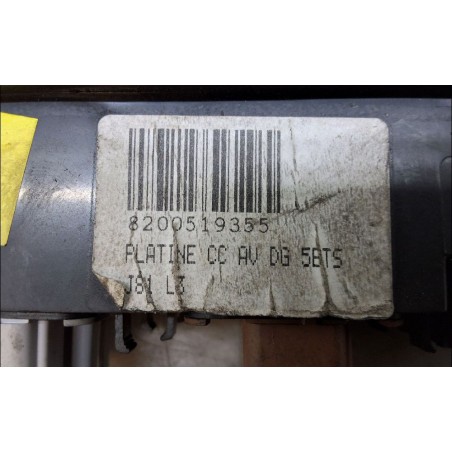 8200519355
PLATINE CC AV DG 5BTS
J81 L3